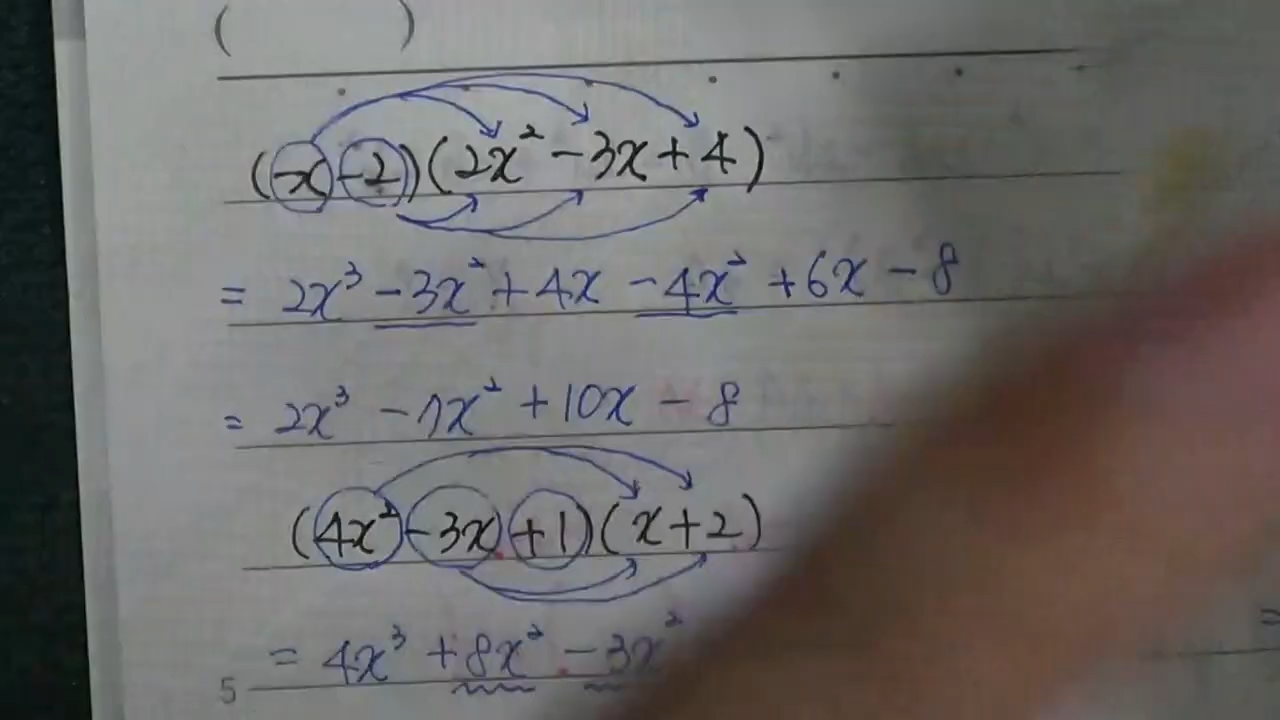 ( )
(-x-2)(2x²-3x+4)
= 2x³ -3x² +4x -4x² +6x -8
= 2x³ -7x² +10x -8
(4x²-3x+1)(x+2)
= 4x³ +8x² -3x²
5
=